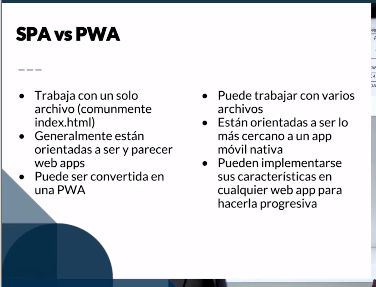 SPA vs PWA
Trabaja con un solo
archivo (comunmente
index.html)
Generalmente están
orientadas a ser y parecer
web apps
Puede ser convertida en
una PWA
Puede trabajar con varios
archivos
Están orientadas a ser lo
más cercano a un app
móvil nativa
Pueden implementarse
sus características en
cualquier web app para
hacerla progresiva